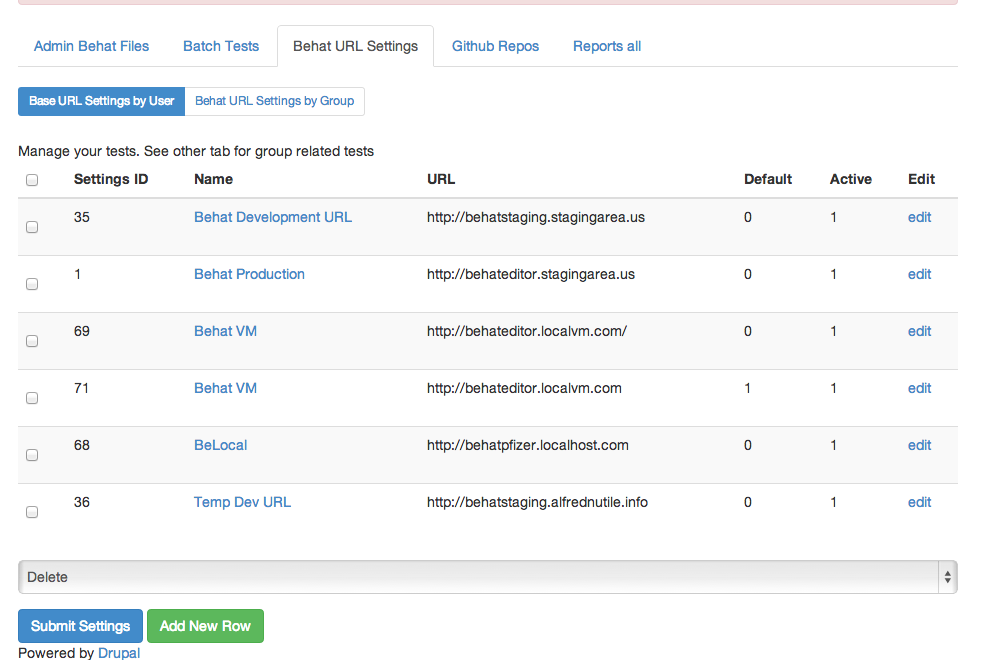 Admin Behat Files Batch Tests Behat URL Settings Github Repos Reports all
Base URL Settings by User Behat URL Settings by Group
Manage your tests. See other tab for group related tests
Settings ID Name URL Default Active Edit
35 Behat Development URL http://behatstaging.stagingarea.us 0 1 edit
1 Behat Production http://behateditor.stagingarea.us 0 1 edit
69 Behat VM http://behateditor.localvm.com/ 0 1 edit
71 Behat VM http://behateditor.localvm.com 1 1 edit
68 BeLocal http://behatpfizer.localhost.com 0 1 edit
36 Temp Dev URL http://behatstaging.alfrednutile.info 0 1 edit
Delete
Submit Settings Add New Row
Powered by Drupal